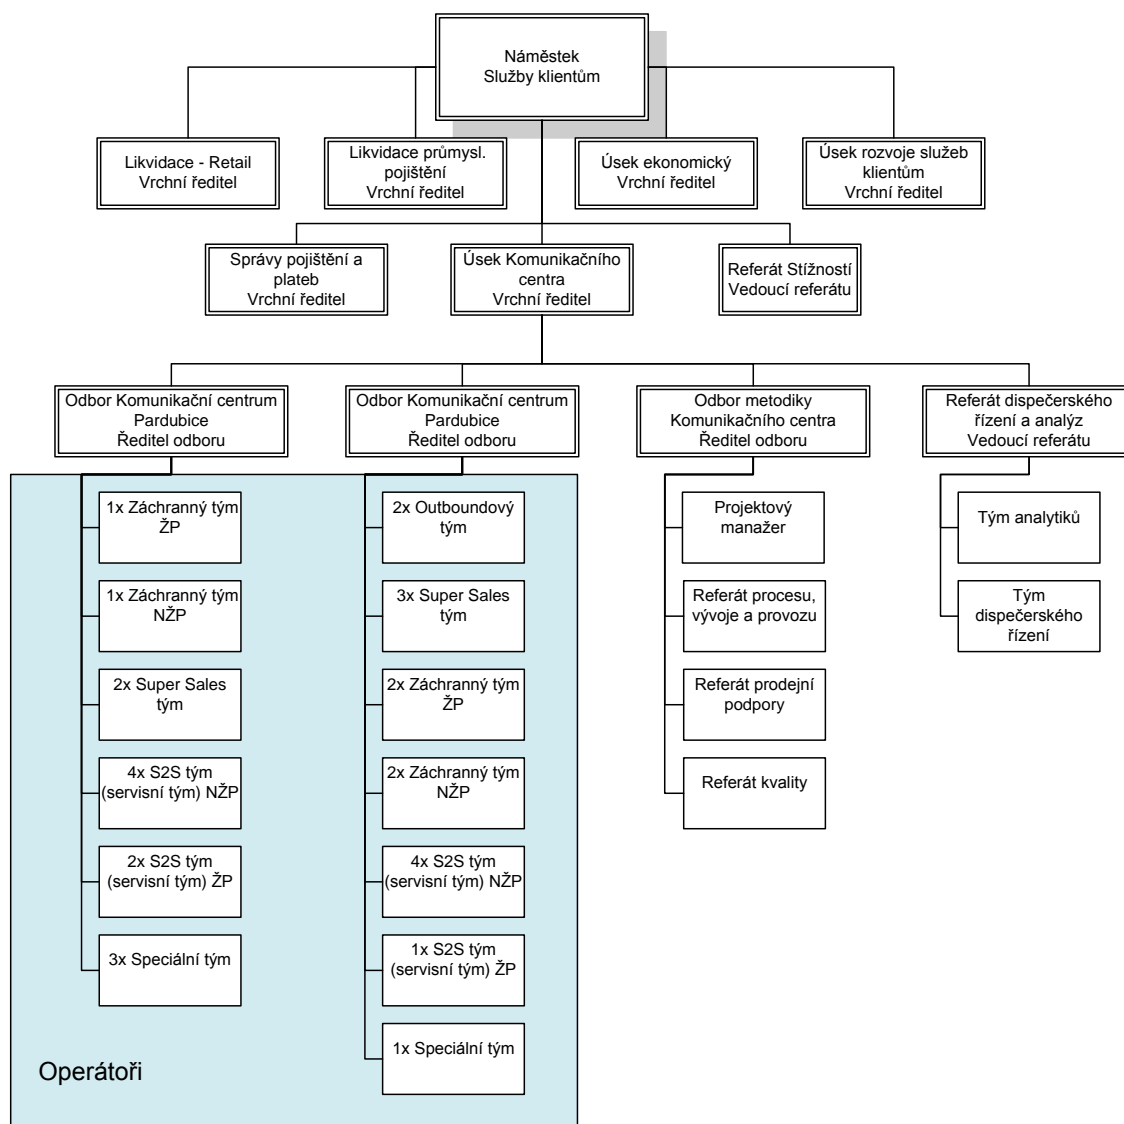 Náměstek
Služby klientům
Likvidace - Retail
Vrchní ředitel
Likvidace průmysl.
pojištění
Vrchní ředitel
Úsek ekonomický
Vrchní ředitel
Úsek rozvoje služeb
klientům
Vrchní ředitel
Správy pojištění a
plateb
Vrchní ředitel
Úsek Komunikačního
centra
Vrchní ředitel
Referát Stížností
Vedoucí referátu
Odbor Komunikační centrum
Pardubice
Ředitel odboru
Odbor Komunikační centrum
Pardubice
Ředitel odboru
Odbor metodiky
Komunikačního centra
Ředitel odboru
Referát dispečerského
řízení a analýz
Vedoucí referátu
1x Záchranný tým
ŽP
1x Záchranný tým
NŽP
2x Super Sales
tým
4x S2S tým
(servisní tým) NŽP
2x S2S tým
(servisní tým) ŽP
3x Speciální tým
2x Outboundový
tým
3x Super Sales
tým
2x Záchranný tým
ŽP
2x Záchranný tým
NŽP
4x S2S tým
(servisní tým) NŽP
1x S2S tým
(servisní tým) ŽP
1x Speciální tým
Projektový
manažer
Referát procesu,
vývoje a provozu
Referát prodejní
podpory
Referát kvality
Tým analytiků
Tým
dispečerského
řízení
Operátoři